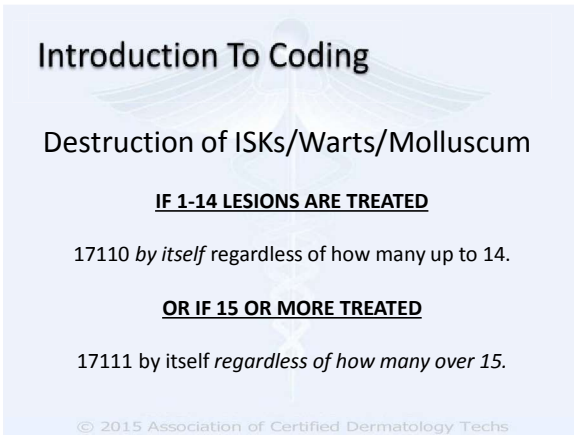 Introduction To Coding
Destruction of ISKs/Warts/Molluscum
IF 1-14 LESIONS ARE TREATED
17110 by itself regardless of how many up to 14.
OR IF 15 OR MORE TREATED
17111 by itself regardless of how many over 15.
© 2015 Association of Certified Dermatology Techs